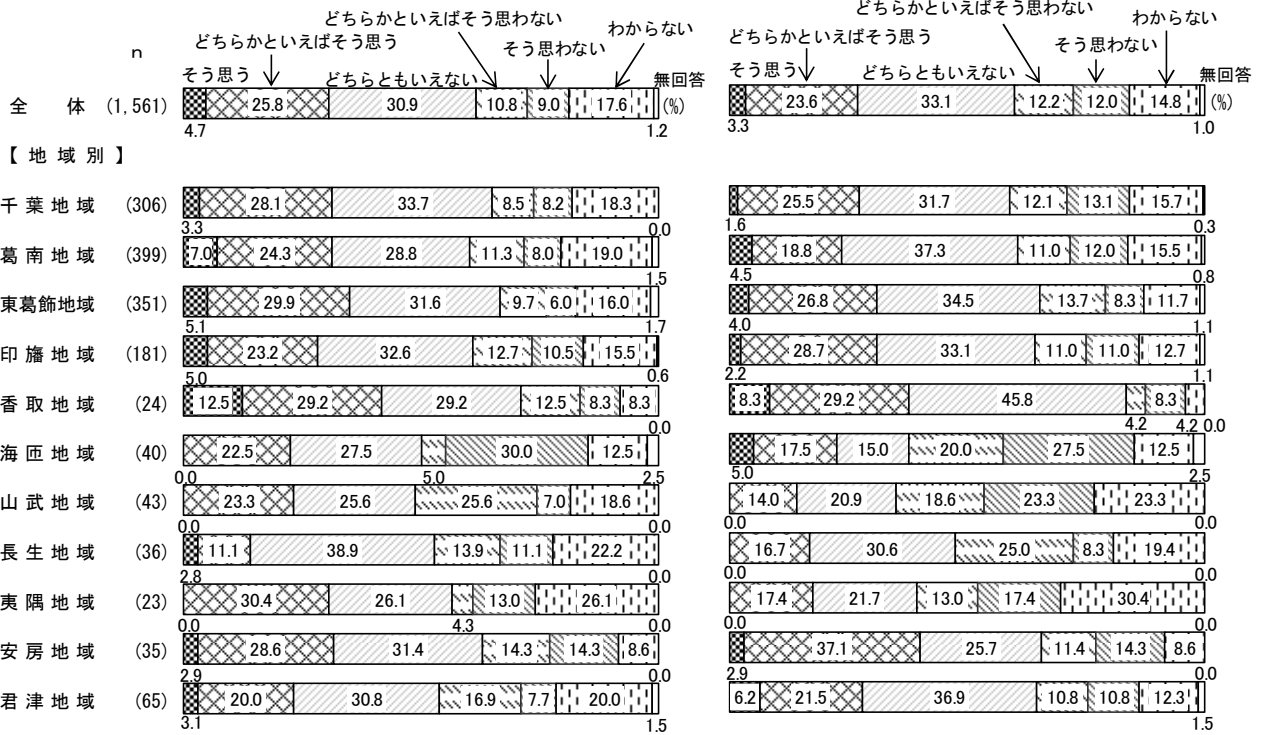 どちらかといえばそう思わない どちらかといえばそう思わない
わからない わからない
n どちらかといえばそう思う そう思わない どちらかといえばそう思う そう思わない
そう思う どちらともいえない 無回答 そう思う どちらともいえない 無回答
全 体 (1,561) 25.8 30.9 10.8 9.0 17.6 (%) 23.6 33.1 12.2 12.0 14.8 (%)
4.7 1.2 3.3 1.0
【 地 域 別 】
千 葉 地 域 (306) 28.1 33.7 8.5 8.2 18.3 25.5 31.7 12.1 13.1 15.7
3.3 0.0 1.6 0.3
葛 南 地 域 (399) 7.0 24.3 28.8 11.3 8.0 19.0 18.8 37.3 11.0 12.0 15.5
1.5 4.5 0.8
東葛飾地域 (351) 29.9 31.6 9.7 6.0 16.0 26.8 34.5 13.7 8.3 11.7
5.1 1.7 4.0 1.1
印 旛 地 域 (181) 23.2 32.6 12.7 10.5 15.5 28.7 33.1 11.0 11.0 12.7
5.0 0.6 2.2 1.1
香 取 地 域 (24) 12.5 29.2 29.2 12.5 8.3 8.3 8.3 29.2 45.8 8.3
0.0 4.2 4.2 0.0
海 匝 地 域 (40) 22.5 27.5 30.0 12.5 17.5 15.0 20.0 27.5 12.5
0.0 5.0 2.5 5.0 2.5
山 武 地 域 (43) 23.3 25.6 25.6 7.0 18.6 14.0 20.9 18.6 23.3 23.3
0.0 0.0 0.0 0.0
長 生 地 域 (36) 11.1 38.9 13.9 11.1 22.2 16.7 30.6 25.0 8.3 19.4
2.8 0.0 0.0 0.0
夷 隅 地 域 (23) 30.4 26.1 13.0 26.1 17.4 21.7 13.0 17.4 30.4
0.0 4.3 0.0 0.0 0.0
安 房 地 域 (35) 28.6 31.4 14.3 14.3 8.6 37.1 25.7 11.4 14.3 8.6
2.9 0.0 2.9 0.0
君 津 地 域 (65) 20.0 30.8 16.9 7.7 20.0 6.2 21.5 36.9 10.8 10.8 12.3
3.1 1.5 1.5